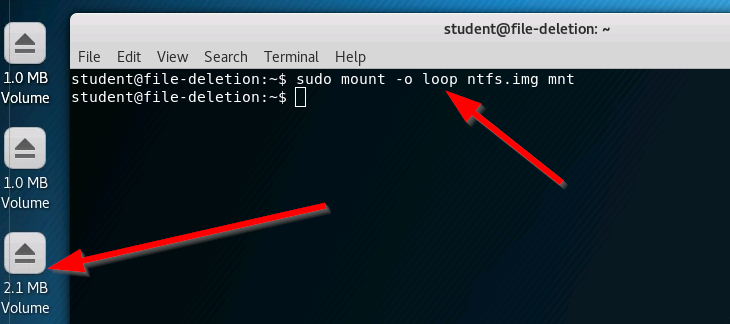 student@file-deletion: ~
File Edit View Search Terminal Help
student@file-deletion:~$ sudo mount -o loop ntfs.img mnt
student@file-deletion:~$
1.0 MB
Volume
1.0 MB
Volume
2.1 MB
Volume